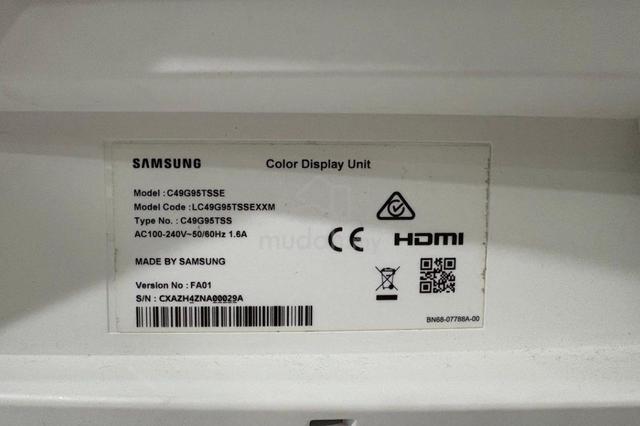 SAMSUNG Color Display Unit
Model : C49G95TSSE
Model Code : LC49G95TSSEXXM
Type No. : C49G95TSS
AC100-240V~50/60Hz 1.6A
CE HDMI
MADE BY SAMSUNG
Version No : FA01
S/N : CXAZH4ZNA00029A
BN68-07788A-00